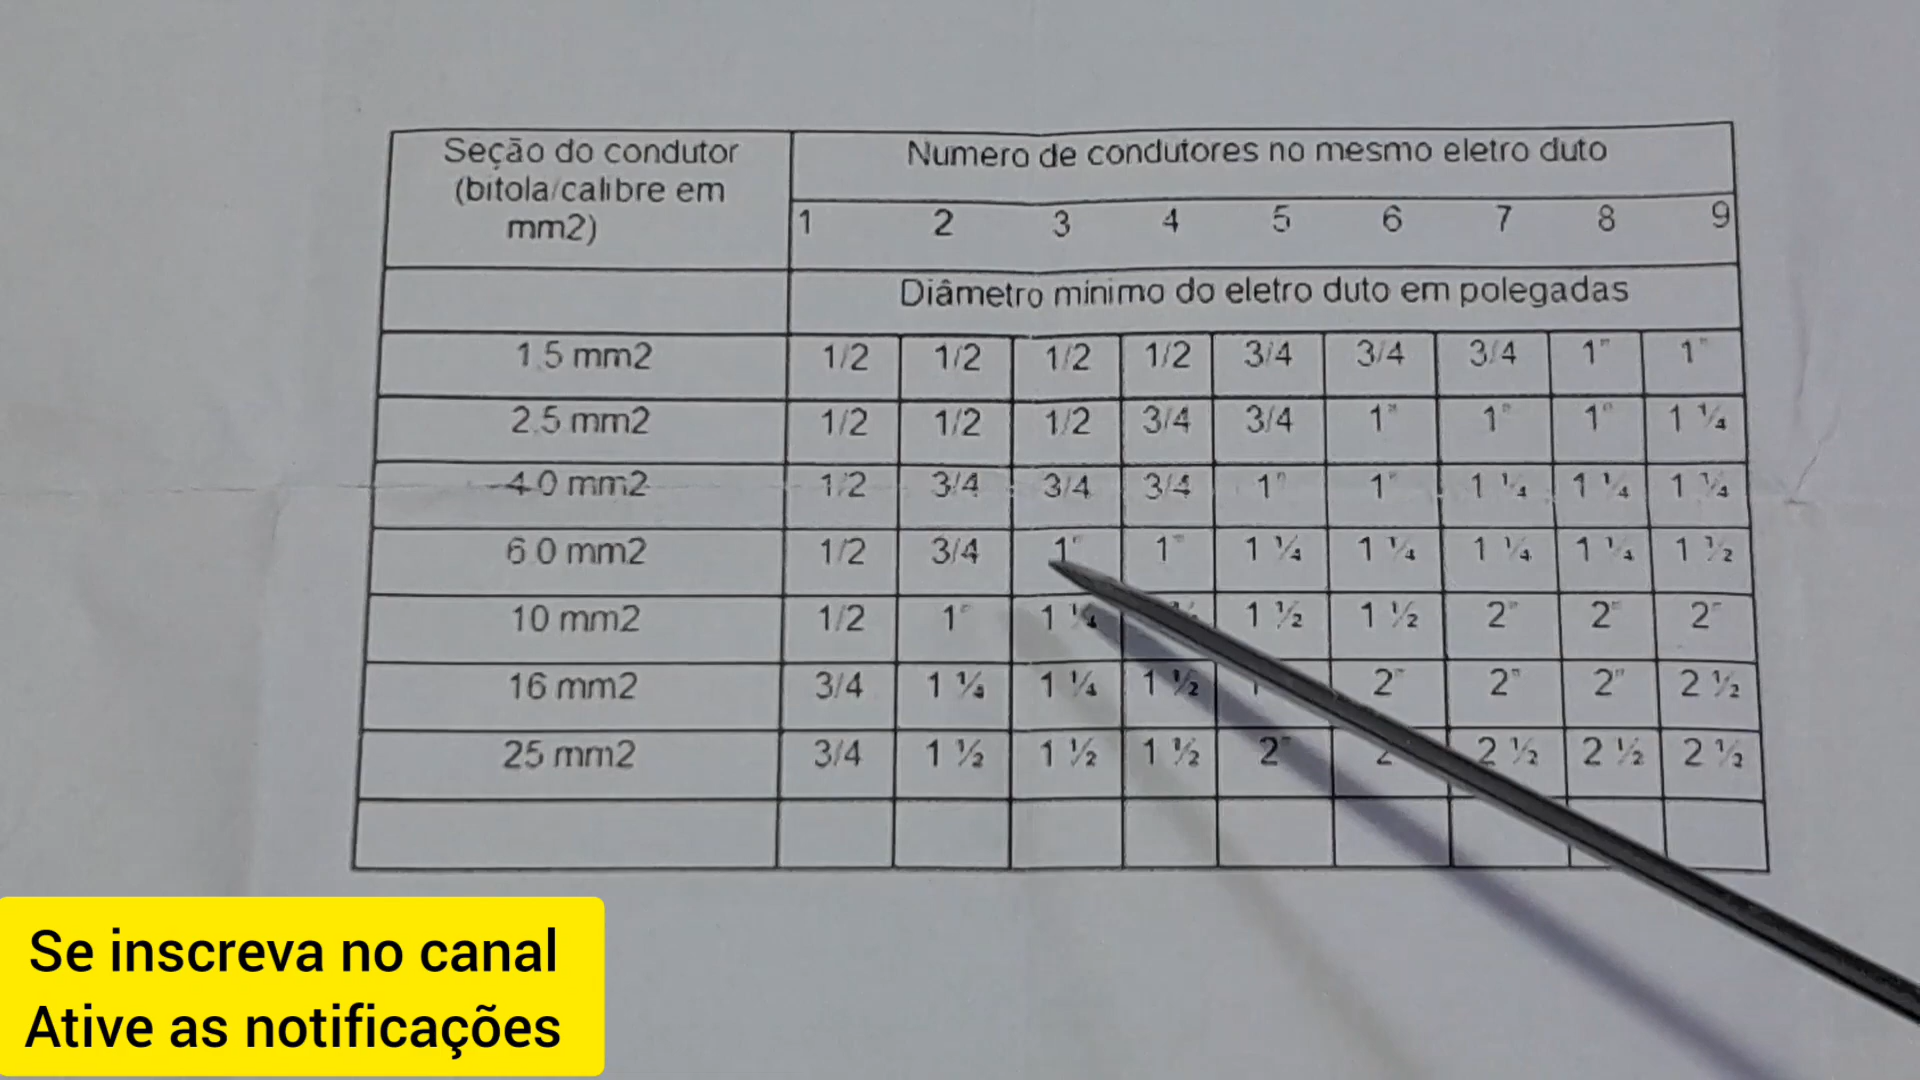 Seção do condutor
(bitola/calibre em
mm2)
Numero de condutores no mesmo eletro duto
1 2 3 4 5 6 7 8 9
Diâmetro minimo do eletro duto em polegadas
1.5 mm2 1/2 1/2 1/2 1/2 3/4 3/4 3/4 1" 1"
2.5 mm2 1/2 1/2 1/2 3/4 3/4 1" 1" 1" 1 ¼
4.0 mm2 1/2 3/4 3/4 3/4 1" 1" 1 ¼ 1 ¼ 1 ¼
6.0 mm2 1/2 3/4 1" 1" 1 ¼ 1 ¼ 1 ¼ 1 ¼ 1 ½
10 mm2 1/2 1" 1 ¼ 1 ½ 1 ½ 2" 2" 2"
16 mm2 3/4 1 ¼ 1 ¼ 1 ½ 2" 2" 2" 2 ½
25 mm2 3/4 1 ½ 1 ½ 1 ½ 2" 2 ½ 2 ½ 2 ½
Se inscreva no canal
Ative as notificações